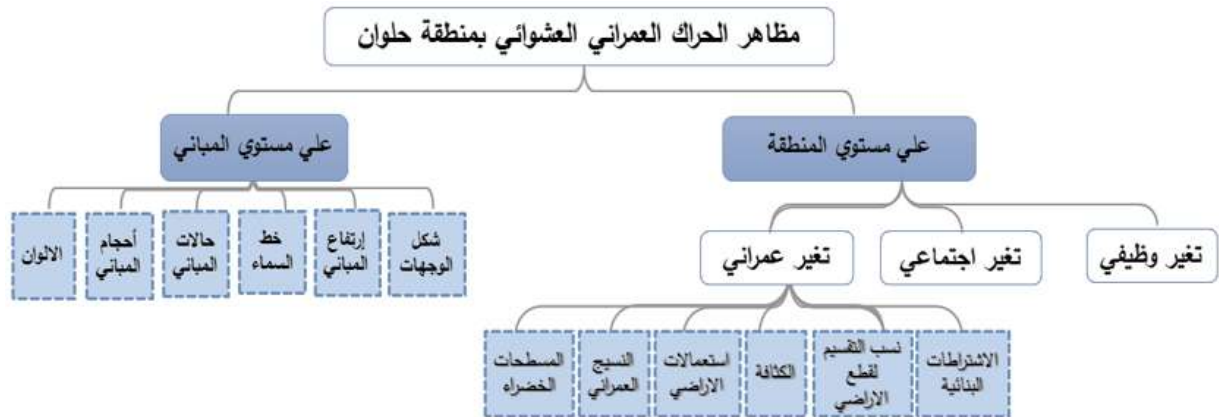 مظاهر الحراك العمراني العشوائي بمنطقة حلوان
علي مستوي المنطقة
علي مستوي المباني
تغير وظيفي
تغير اجتماعي
تغير عمراني
الاشتراطات
البنائية
نسب التقسيم
لقطع
الاراضي
الكثافة
استعمالات
الاراضي
النسيج
العمراني
المسطحات
الخضراء
شكل
الوجهات
إرتفاع
المباني
خط
السماء
حالات
المباني
أحجام
المباني
الالوان